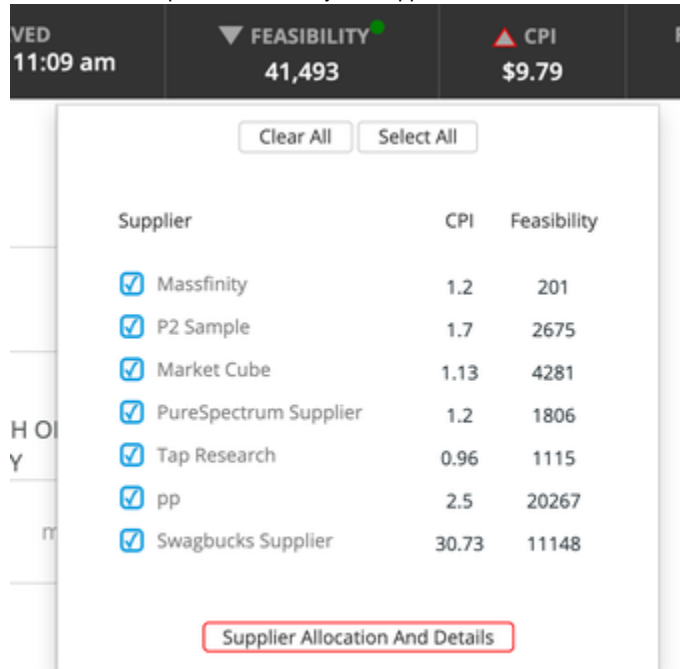 VED ▼ FEASIBILITY ▲ CPI
11:09 am 41,493 $9.79
Clear All Select All
Supplier CPI Feasibility
Massfinity 1.2 201
P2 Sample 1.7 2675
Market Cube 1.13 4281
PureSpectrum Supplier 1.2 1806
H OI
Tap Research 0.96 1115
Y
pp 2.5 20267
m
Swagbucks Supplier 30.73 11148
Supplier Allocation And Details